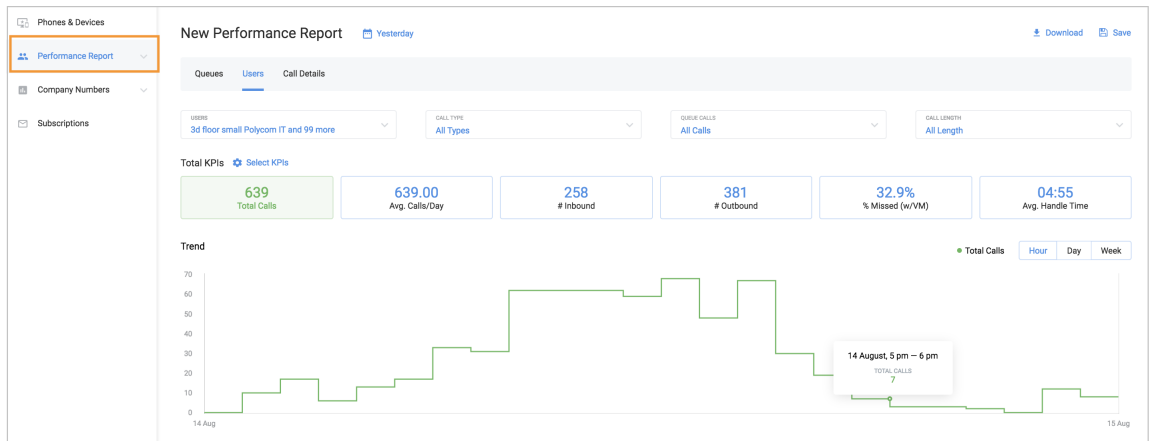 Phones & Devices
Performance Report
Company Numbers
Subscriptions
New Performance Report
Yesterday
Download
Save
Queues
Users
Call Details
USERS
3d floor small Polycom IT and 99 more
CALL TYPE
All Types
QUEUE CALLS
All Calls
CALL LENGTH
All Length
Total KPIs
Select KPIs
639
Total Calls
639.00
Avg. Calls/Day
258
# Inbound
381
# Outbound
32.9%
% Missed (w/VM)
04:55
Avg. Handle Time
Trend
Total Calls
Hour
Day
Week
70
60
50
40
30
20
10
0
14 August, 5 pm — 6 pm
TOTAL CALLS
7
14 Aug
15 Aug